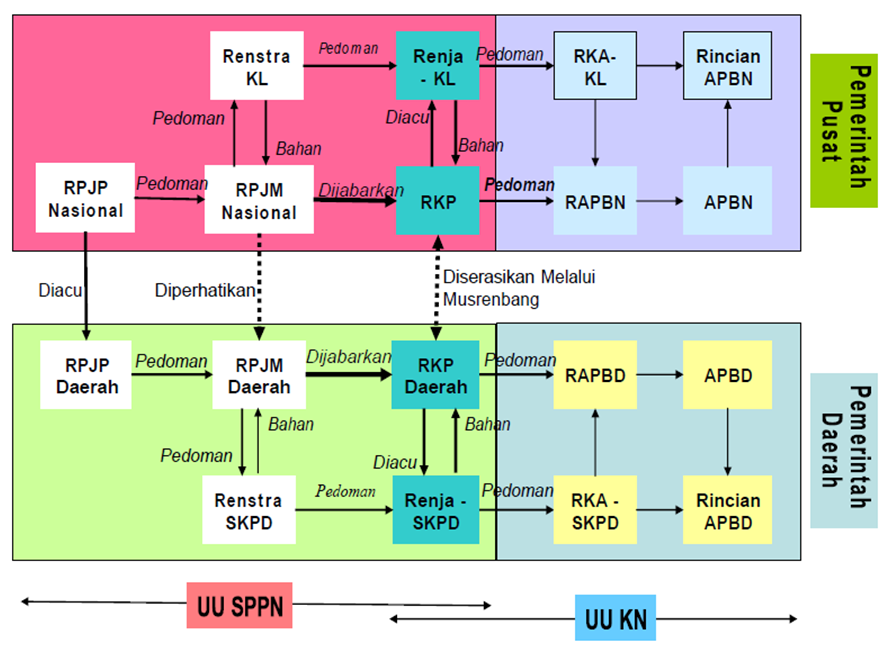 Renstra
KL
Pedoman
Renja
- KL
Pedoman
RKA-
KL
Rincian
APBN
Pemerintah
Pusat
Pedoman
Bahan
Diacu
Bahan
RPJP
Nasional
Pedoman
RPJM
Nasional
Dijabarkan
RKP
Pedoman
RAPBN
APBN
Diacu
Diperhatikan
Diserasikan Melalui
Musrenbang
RPJP
Daerah
Pedoman
RPJM
Daerah
Dijabarkan
RKP
Daerah
Pedoman
RAPBD
APBD
Pemerintah
Daerah
Pedoman
Bahan
Diacu
Bahan
Renstra
SKPD
Pedoman
Renja -
SKPD
Pedoman
RKA -
SKPD
Rincian
APBD
UU SPPN
UU KN